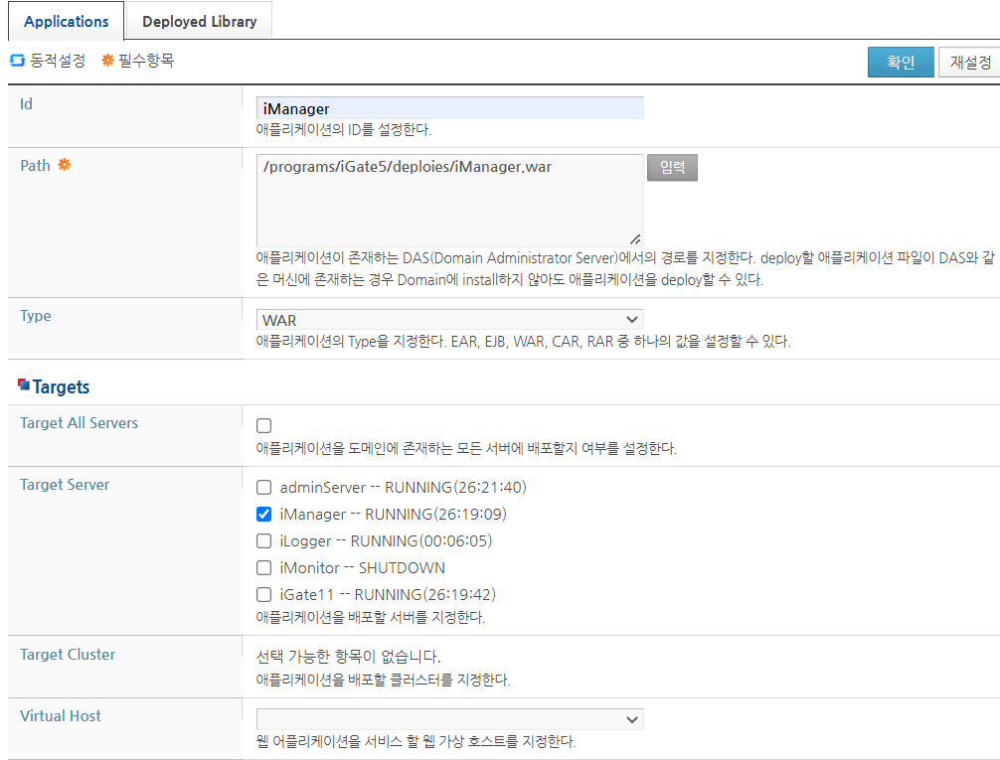 Applications
Deployed Library
동적설정
필수항목
확인
재설정
Id
iManager
애플리케이션의 ID를 설정한다.
Path
/programs/iGate5/deploies/iManager.war
입력
애플리케이션이 존재하는 DAS(Domain Administrator Server)에서의 경로를 지정한다. deploy할 애플리케이션 파일이 DAS와 같
은 머신에 존재하는 경우 Domain에 install하지 않아도 애플리케이션을 deploy할 수 있다.
Type
WAR
애플리케이션의 Type을 지정한다. EAR, EJB, WAR, CAR, RAR 중 하나의 값을 설정할 수 있다.
Targets
Target All Servers
애플리케이션을 도메인에 존재하는 모든 서버에 배포할지 여부를 설정한다.
Target Server
adminServer -- RUNNING(26:21:40)
iManager -- RUNNING(26:19:09)
iLogger -- RUNNING(00:06:05)
iMonitor -- SHUTDOWN
iGate11 -- RUNNING(26:19:42)
애플리케이션을 배포할 서버를 지정한다.
Target Cluster
선택 가능한 항목이 없습니다.
애플리케이션을 배포할 클러스터를 지정한다.
Virtual Host
웹 어플리케이션을 서비스 할 웹 가상 호스트를 지정한다.